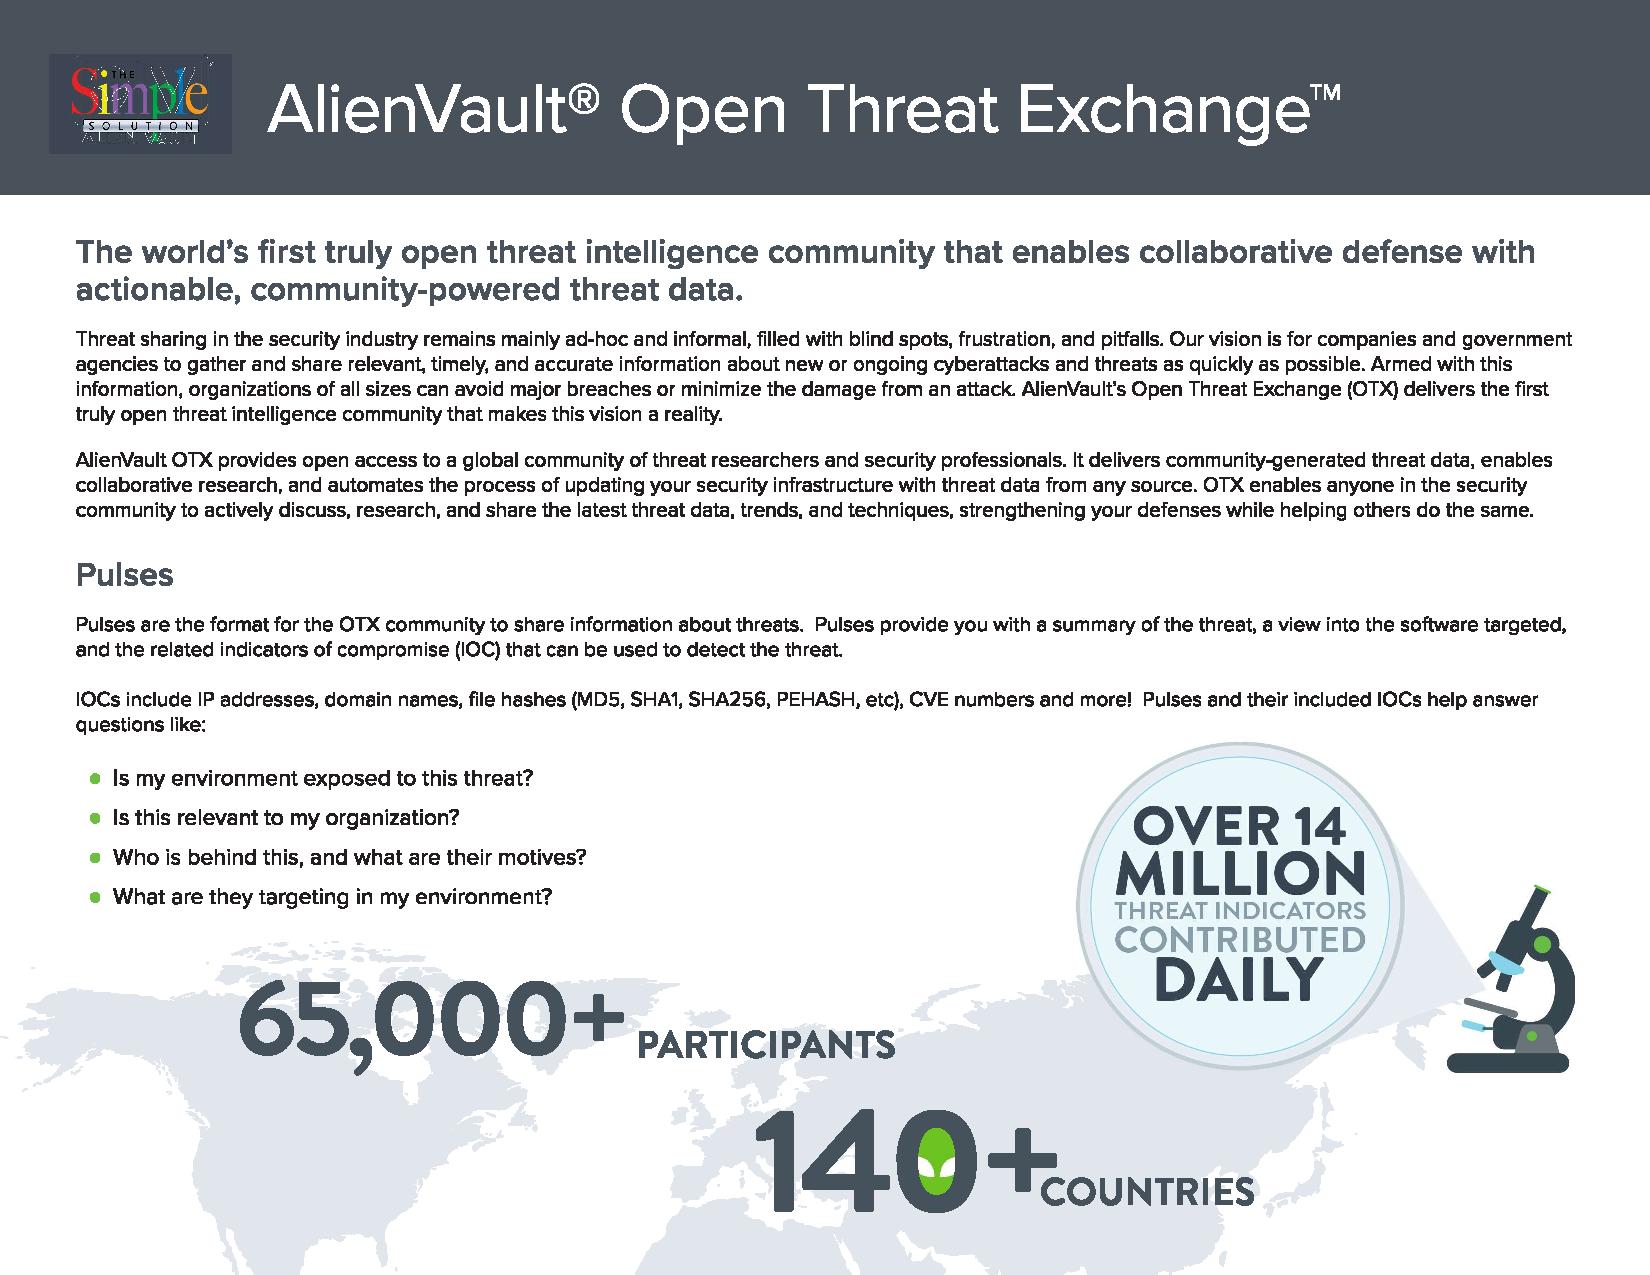 THE
Simple
SOLUTION
AlienVault® Open Threat Exchange™
The world's first truly open threat intelligence community that enables collaborative defense with
actionable, community-powered threat data.
Threat sharing in the security industry remains mainly ad-hoc and informal, filled with blind spots, frustration, and pitfalls. Our vision is for companies and government
agencies to gather and share relevant, timely, and accurate information about new or ongoing cyberattacks and threats as quickly as possible. Armed with this
information, organizations of all sizes can avoid major breaches or minimize the damage from an attack. AlienVault's Open Threat Exchange (OTX) delivers the first
truly open threat intelligence community that makes this vision a reality.
AlienVault OTX provides open access to a global community of threat researchers and security professionals. It delivers community-generated threat data, enables
collaborative research, and automates the process of updating your security infrastructure with threat data from any source. OTX enables anyone in the security
community to actively discuss, research, and share the latest threat data, trends, and techniques, strengthening your defenses while helping others do the same.
Pulses
Pulses are the format for the OTX community to share information about threats.  Pulses provide you with a summary of the threat, a view into the software targeted,
and the related indicators of compromise (IOC) that can be used to detect the threat.
IOCs include IP addresses, domain names, file hashes (MD5, SHA1, SHA256, PEHASH, etc), CVE numbers and more!  Pulses and their included IOCs help answer
questions like:
● Is my environment exposed to this threat?
● Is this relevant to my organization?
● Who is behind this, and what are their motives?
● What are they targeting in my environment?
OVER 14
MILLION
THREAT INDICATORS
CONTRIBUTED
DAILY
65,000+ PARTICIPANTS
140+ COUNTRIES